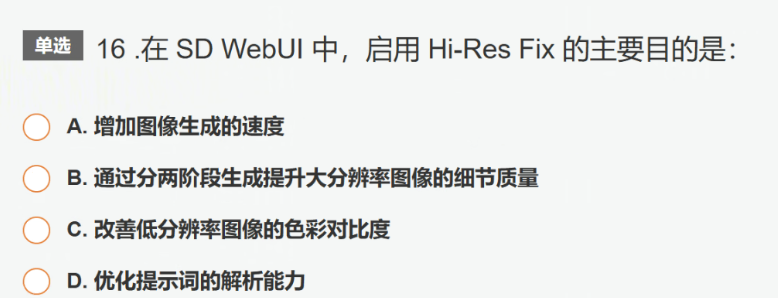 单选 16 .在 SD WebUI 中，启用 Hi-Res Fix 的主要目的是：
A. 增加图像生成的速度
B. 通过分两阶段生成提升大分辨率图像的细节质量
C. 改善低分辨率图像的色彩对比度
D. 优化提示词的解析能力